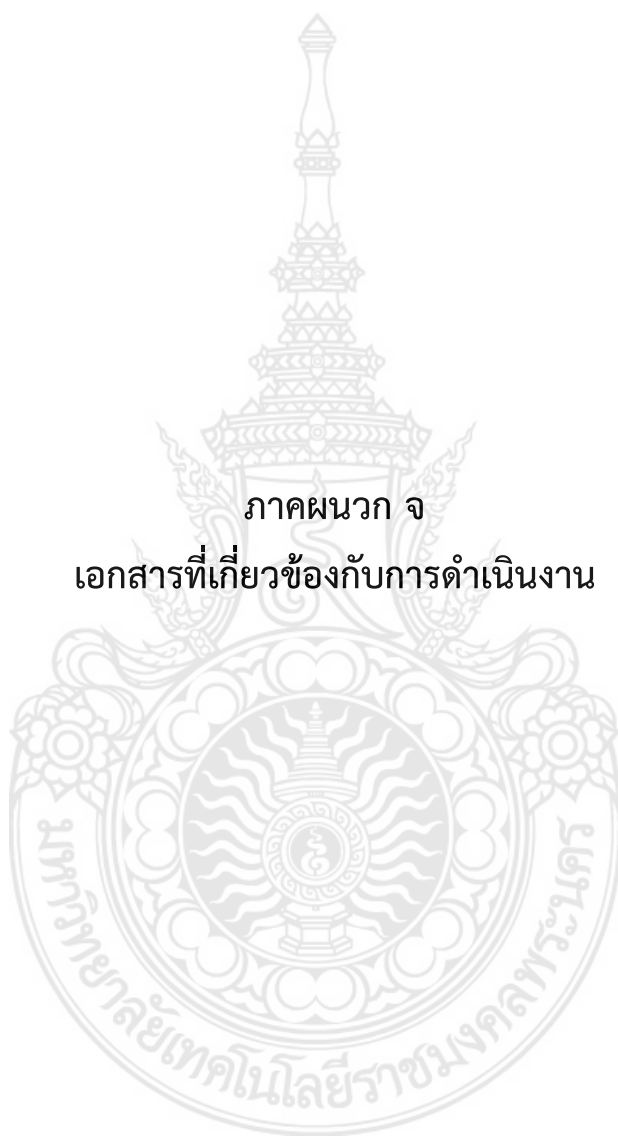 ภาคผนวก จ
เอกสารที่เกี่ยวข้องกับการดำเนินงาน
มหาวิทยาลัยเทคโนโลยีราชมงคลพระนคร